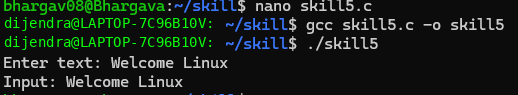 bhargav08@Bhargava:~/skill$ nano skill5.c
dijendra@LAPTOP-7C96B10V: ~/skill$ gcc skill5.c -o skill5
dijendra@LAPTOP-7C96B10V: ~/skill$ ./skill5
Enter text: Welcome Linux
Input: Welcome Linux